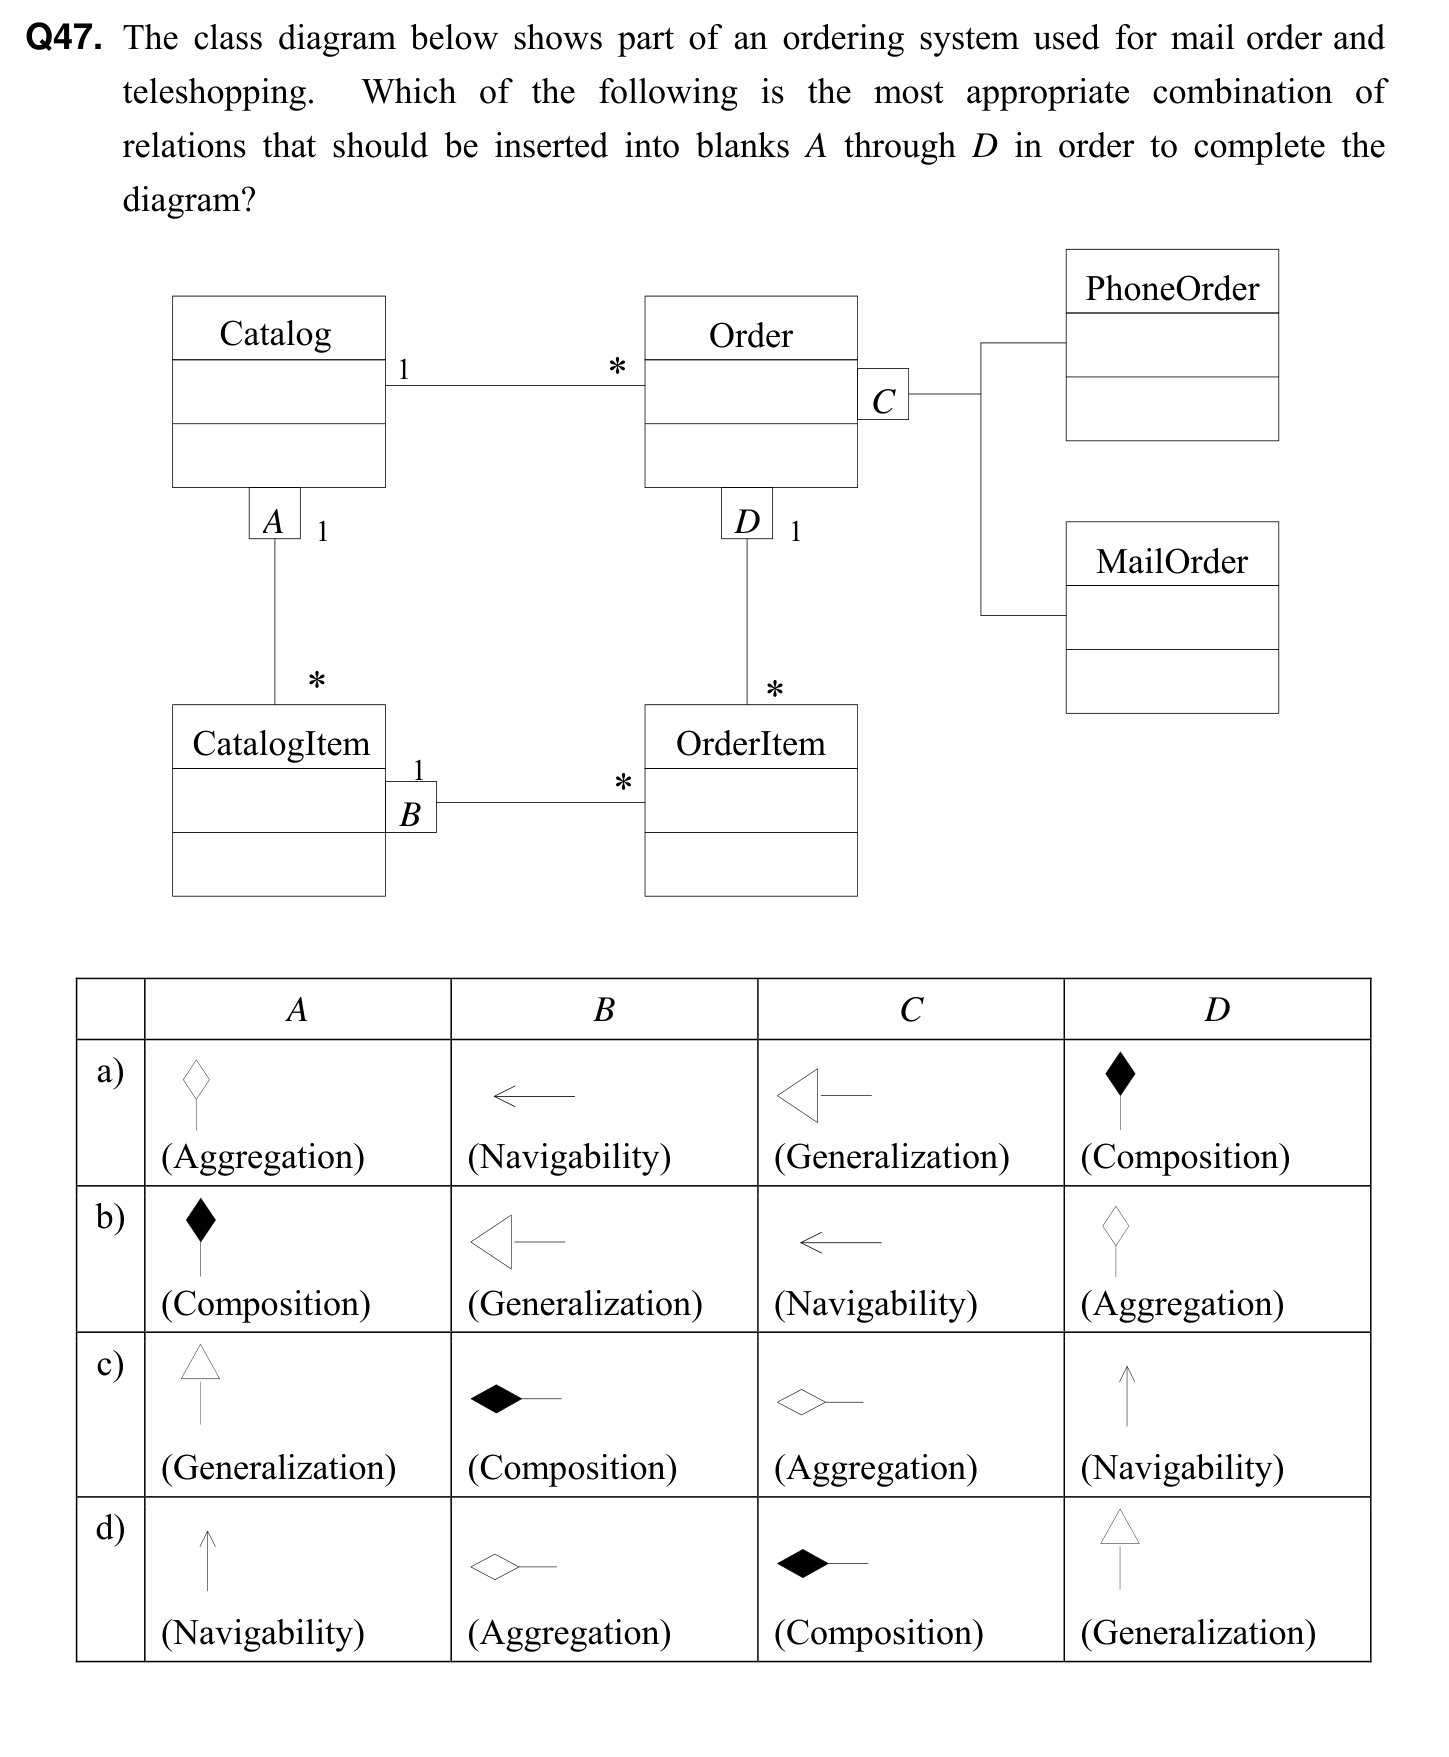 Q47. The class diagram below shows part of an ordering system used for mail order and
teleshopping. Which of the following is the most appropriate combination of
relations that should be inserted into blanks A through D in order to complete the
diagram?
PhoneOrder
Catalog
Order
1
*
C
A
1
D
1
MailOrder
*
*
CatalogItem
OrderItem
1
*
B
A B C D
a)
(Aggregation) (Navigability) (Generalization) (Composition)
b)
(Composition) (Generalization) (Navigability) (Aggregation)
c)
(Generalization) (Composition) (Aggregation) (Navigability)
d)
(Navigability) (Aggregation) (Composition) (Generalization)